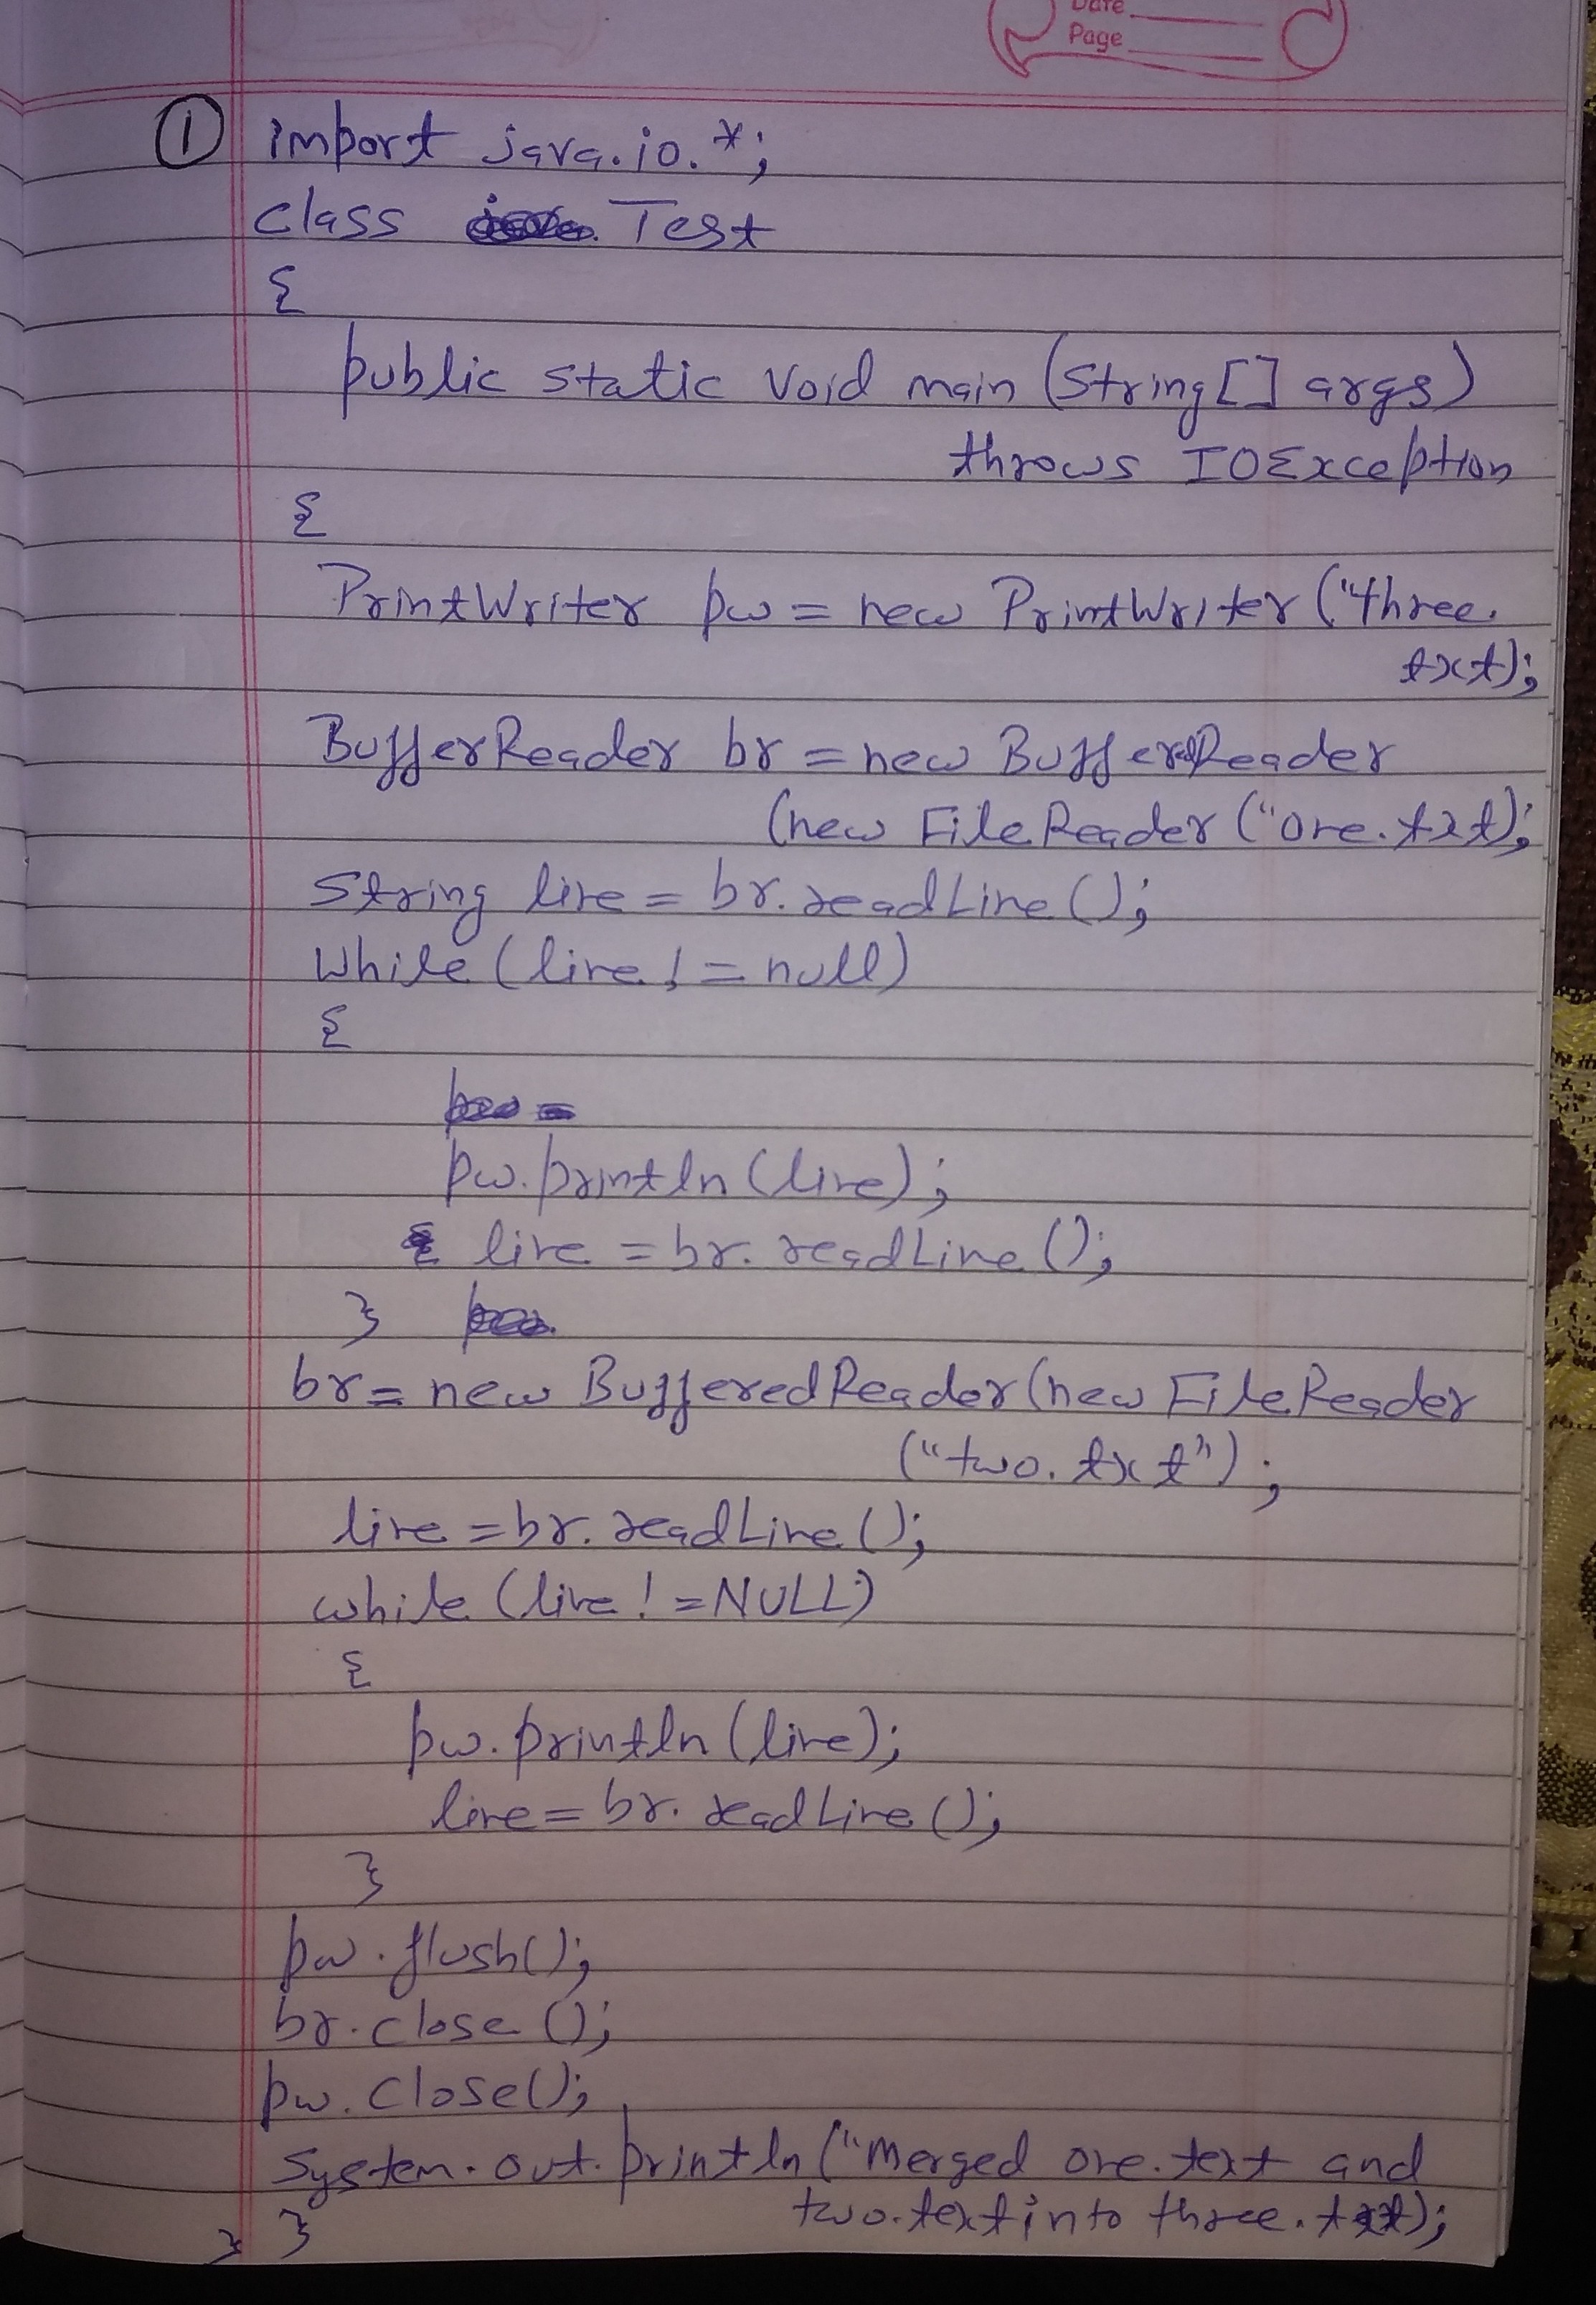 Date
Page
① import java.io.*;
class Test
{
public static void main (String[] args)
throws IOException
{
PrintWriter pw = new PrintWriter ("three.
txt);
BufferReader br = new BufferedReader
(new FileReader ("one.txt);
String line = br.readLine();
while (line != null)
{
pw.println (line);
line = br.readLine ();
}
br = new BufferedReader (new FileReader
("two.txt");
line = br.readLine ();
while (line != NULL)
{
pw.println (line);
line = br.readLine ();
}
pw.flush();
br.close ();
pw.close();
System.out.println ("Merged one.text and
two.text into three.txt);
} }